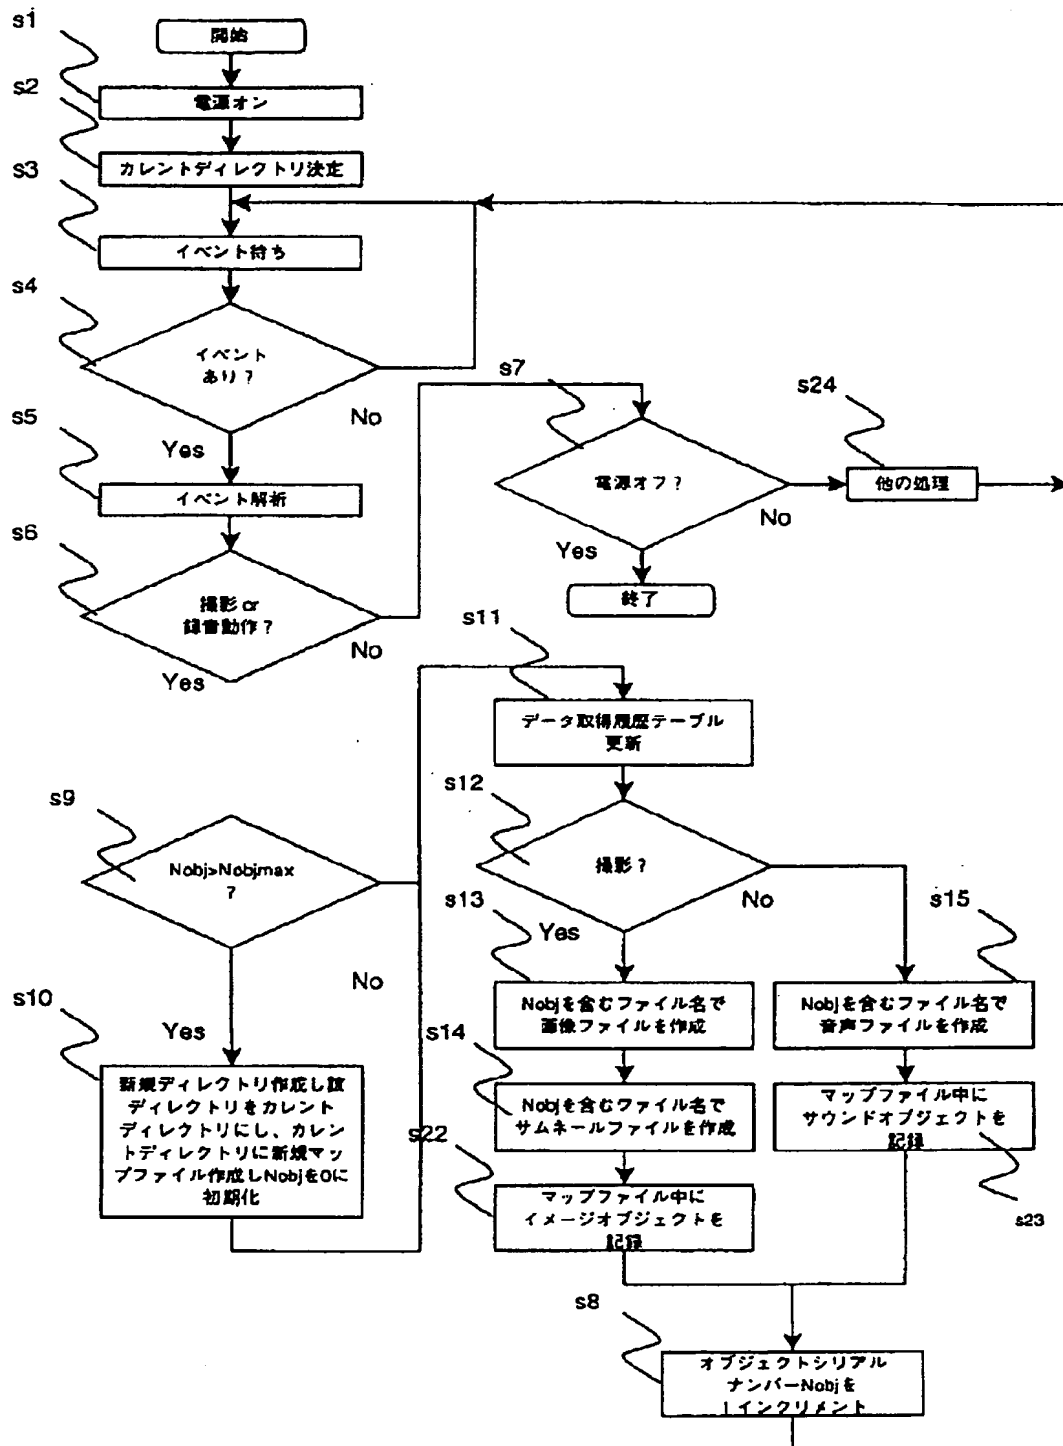 s1
開始
s2
電源オン
s3
カレントディレクトリ決定
イベント待ち
s4
イベント
あり？
No
Yes
s5
イベント解析
s6
撮影or
録音動作？
No
Yes
s7
電源オフ？
No
Yes
終了
s24
他の処理
s9
Nobj>Nobjmax
？
No
Yes
s10
新規ディレクトリ作成し該
ディレクトリをカレント
ディレクトリにし、カレン
トディレクトリに新規マッ
プファイル作成しNobjを0に
初期化
s11
データ取得履歴テーブル
更新
s12
撮影？
No
Yes
s13
Nobjを含むファイル名で
画像ファイルを作成
s14
Nobjを含むファイル名で
サムネールファイルを作成
s22
マップファイル中に
イメージオブジェクトを
記録
s15
Nobjを含むファイル名で
音声ファイルを作成
マップファイル中に
サウンドオブジェクトを
記録
s23
s8
オブジェクトシリアル
ナンバーNobjを
1インクリメント